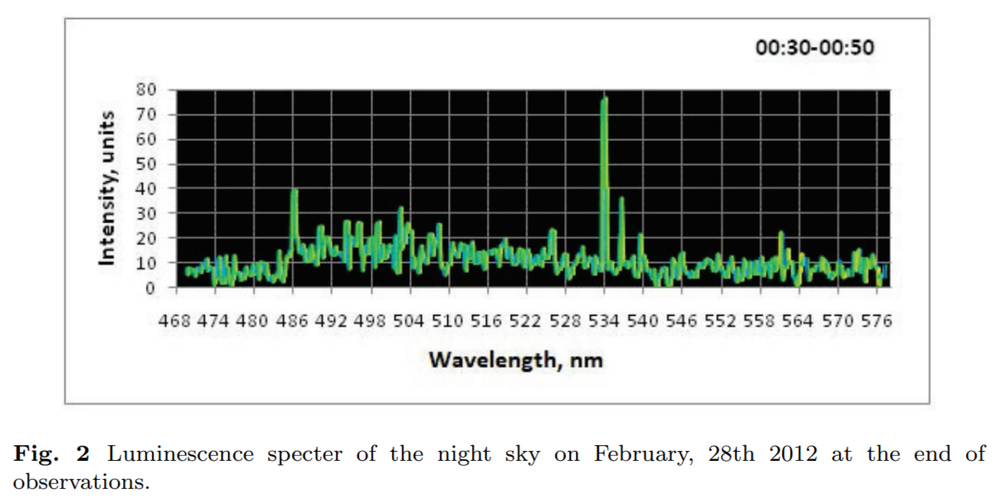 00:30-00:50
Intensity, units
80
70
60
50
40
30
20
10
0
468 474 480 486 492 498 504 510 516 522 528 534 540 546 552 558 564 570 576
Wavelength, nm
Fig. 2 Luminescence specter of the night sky on February, 28th 2012 at the end of
observations.